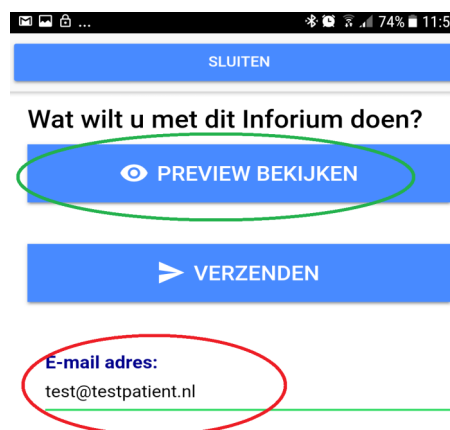 ... 74% 11:5
SLUITEN
Wat wilt u met dit Inforium doen?
PREVIEW BEKIJKEN
VERZENDEN
E-mail adres:
test@testpatient.nl